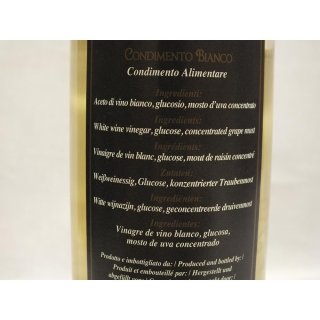 CONDIMENTO BIANCO
Condimento Alimentare
Ingredienti:
Aceto di vino bianco, glucosio, mosto d'uva concentrato
Ingredients:
White wine vinegar, glucose, concentrated grape must
Ingrédients:
Vinaigre de vin blanc, glucose, mout de raisin concentré
Zutaten:
Weißweinessig, Glucose, konzentrierter Traubenmost
Ingrediënten:
Witte wijnazijn, glucose, geconcentreerde druivenmost
Ingredientes:
Vinagre de vino blanco, glucosa,
mosto de uva concentrado
Prodotto e imbottigliato da: | Produced and bottled by: |
Produit et embouteillé par: | Hergestellt und
abgefüllt von: